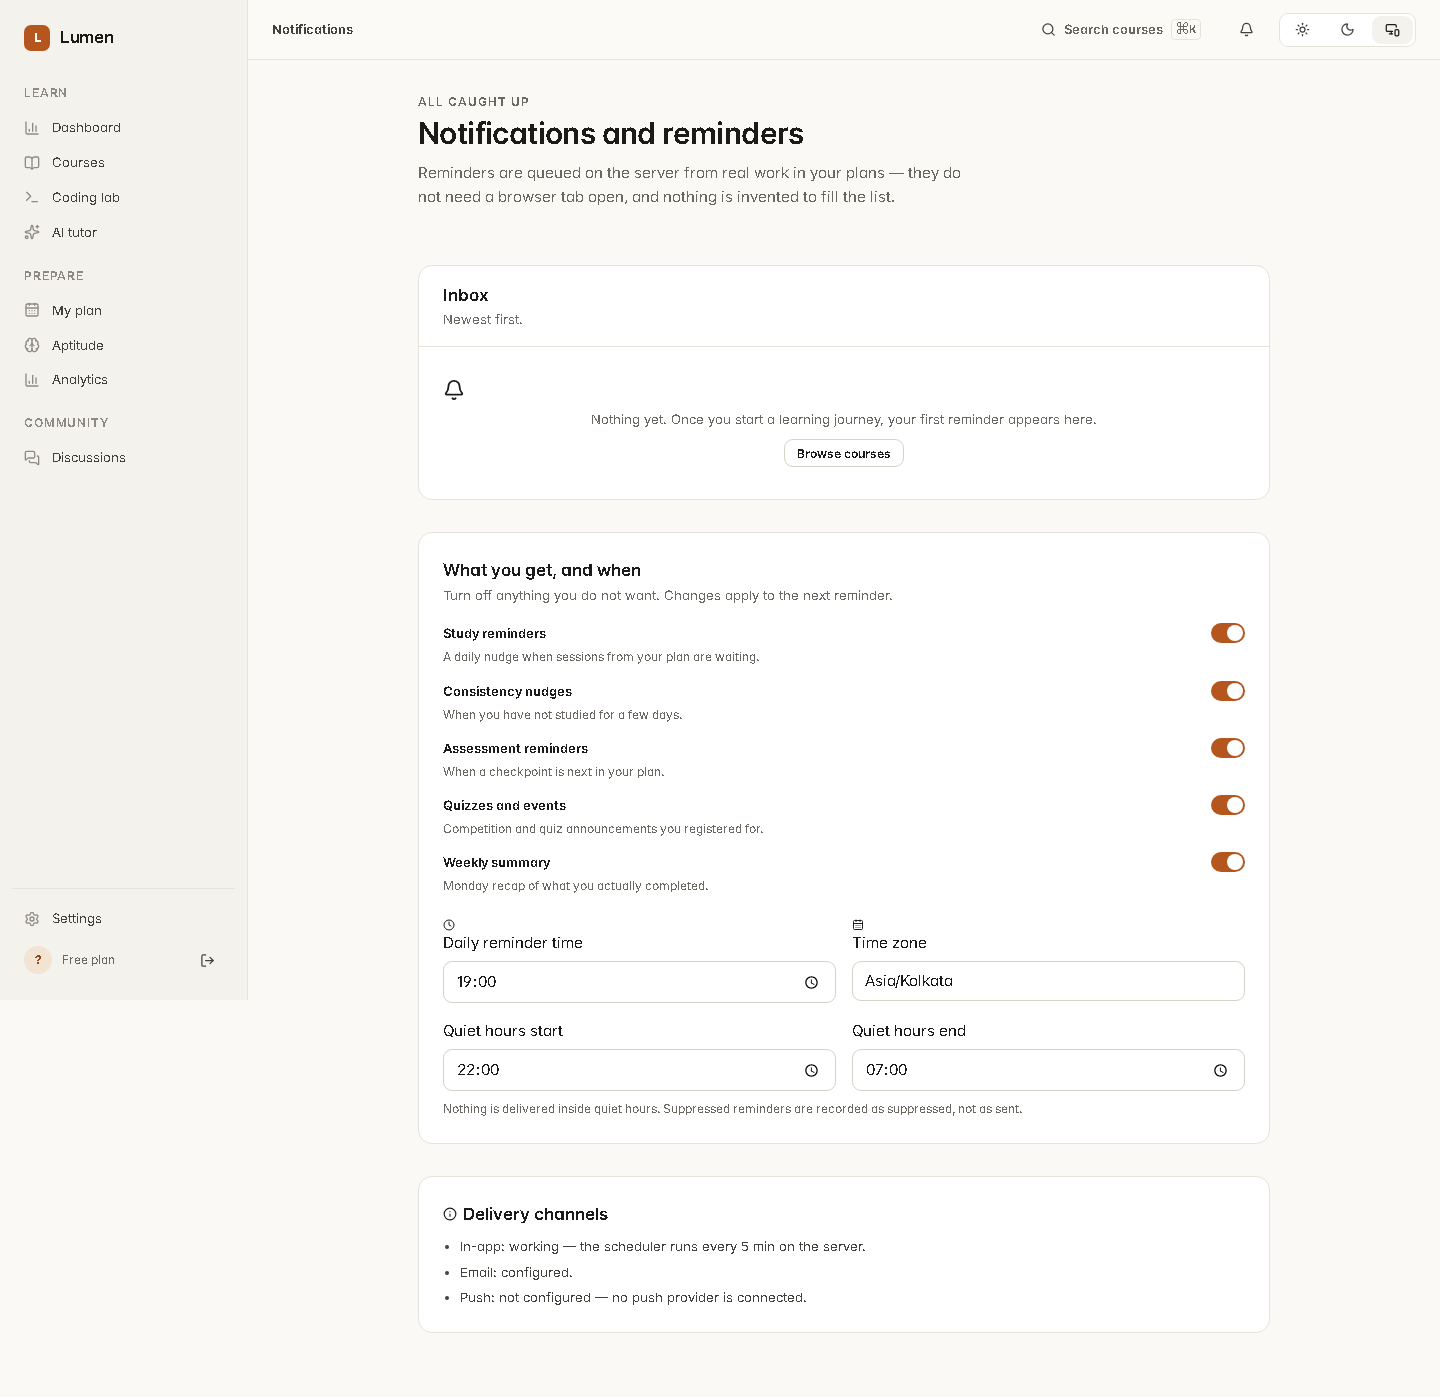 L Lumen
LEARN
Dashboard
Courses
Coding lab
AI tutor
PREPARE
My plan
Aptitude
Analytics
COMMUNITY
Discussions
Settings
? Free plan
Notifications
Search courses ⌘K
ALL CAUGHT UP
Notifications and reminders
Reminders are queued on the server from real work in your plans — they do
not need a browser tab open, and nothing is invented to fill the list.
Inbox
Newest first.
Nothing yet. Once you start a learning journey, your first reminder appears here.
Browse courses
What you get, and when
Turn off anything you do not want. Changes apply to the next reminder.
Study reminders
A daily nudge when sessions from your plan are waiting.
Consistency nudges
When you have not studied for a few days.
Assessment reminders
When a checkpoint is next in your plan.
Quizzes and events
Competition and quiz announcements you registered for.
Weekly summary
Monday recap of what you actually completed.
Daily reminder time
19:00
Time zone
Asia/Kolkata
Quiet hours start
22:00
Quiet hours end
07:00
Nothing is delivered inside quiet hours. Suppressed reminders are recorded as suppressed, not as sent.
Delivery channels
• In-app: working — the scheduler runs every 5 min on the server.
• Email: configured.
• Push: not configured — no push provider is connected.